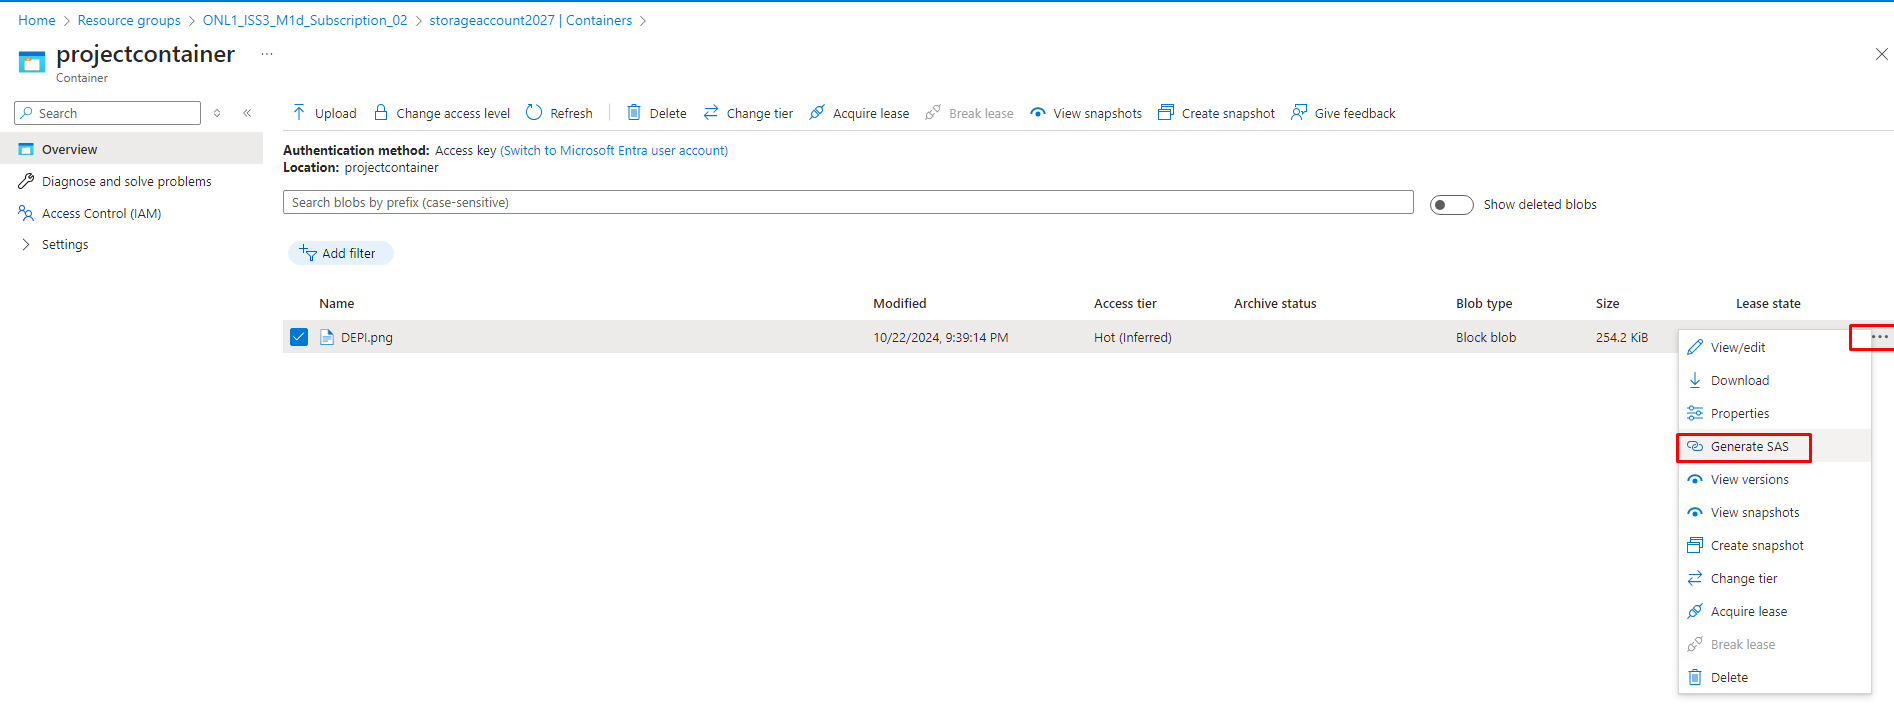 Home > Resource groups > ONL1_ISS3_M1d_Subscription_02 > storageaccount2027 | Containers >
projectcontainer ...
Container
Search
Overview
Diagnose and solve problems
Access Control (IAM)
Settings
Upload Change access level Refresh Delete Change tier Acquire lease Break lease View snapshots Create snapshot Give feedback
Authentication method: Access key (Switch to Microsoft Entra user account)
Location: projectcontainer
Search blobs by prefix (case-sensitive)
Show deleted blobs
Add filter
Name Modified Access tier Archive status Blob type Size Lease state
DEPI.png 10/22/2024, 9:39:14 PM Hot (Inferred) Block blob 254.2 KiB ...
View/edit
Download
Properties
Generate SAS
View versions
View snapshots
Create snapshot
Change tier
Acquire lease
Break lease
Delete